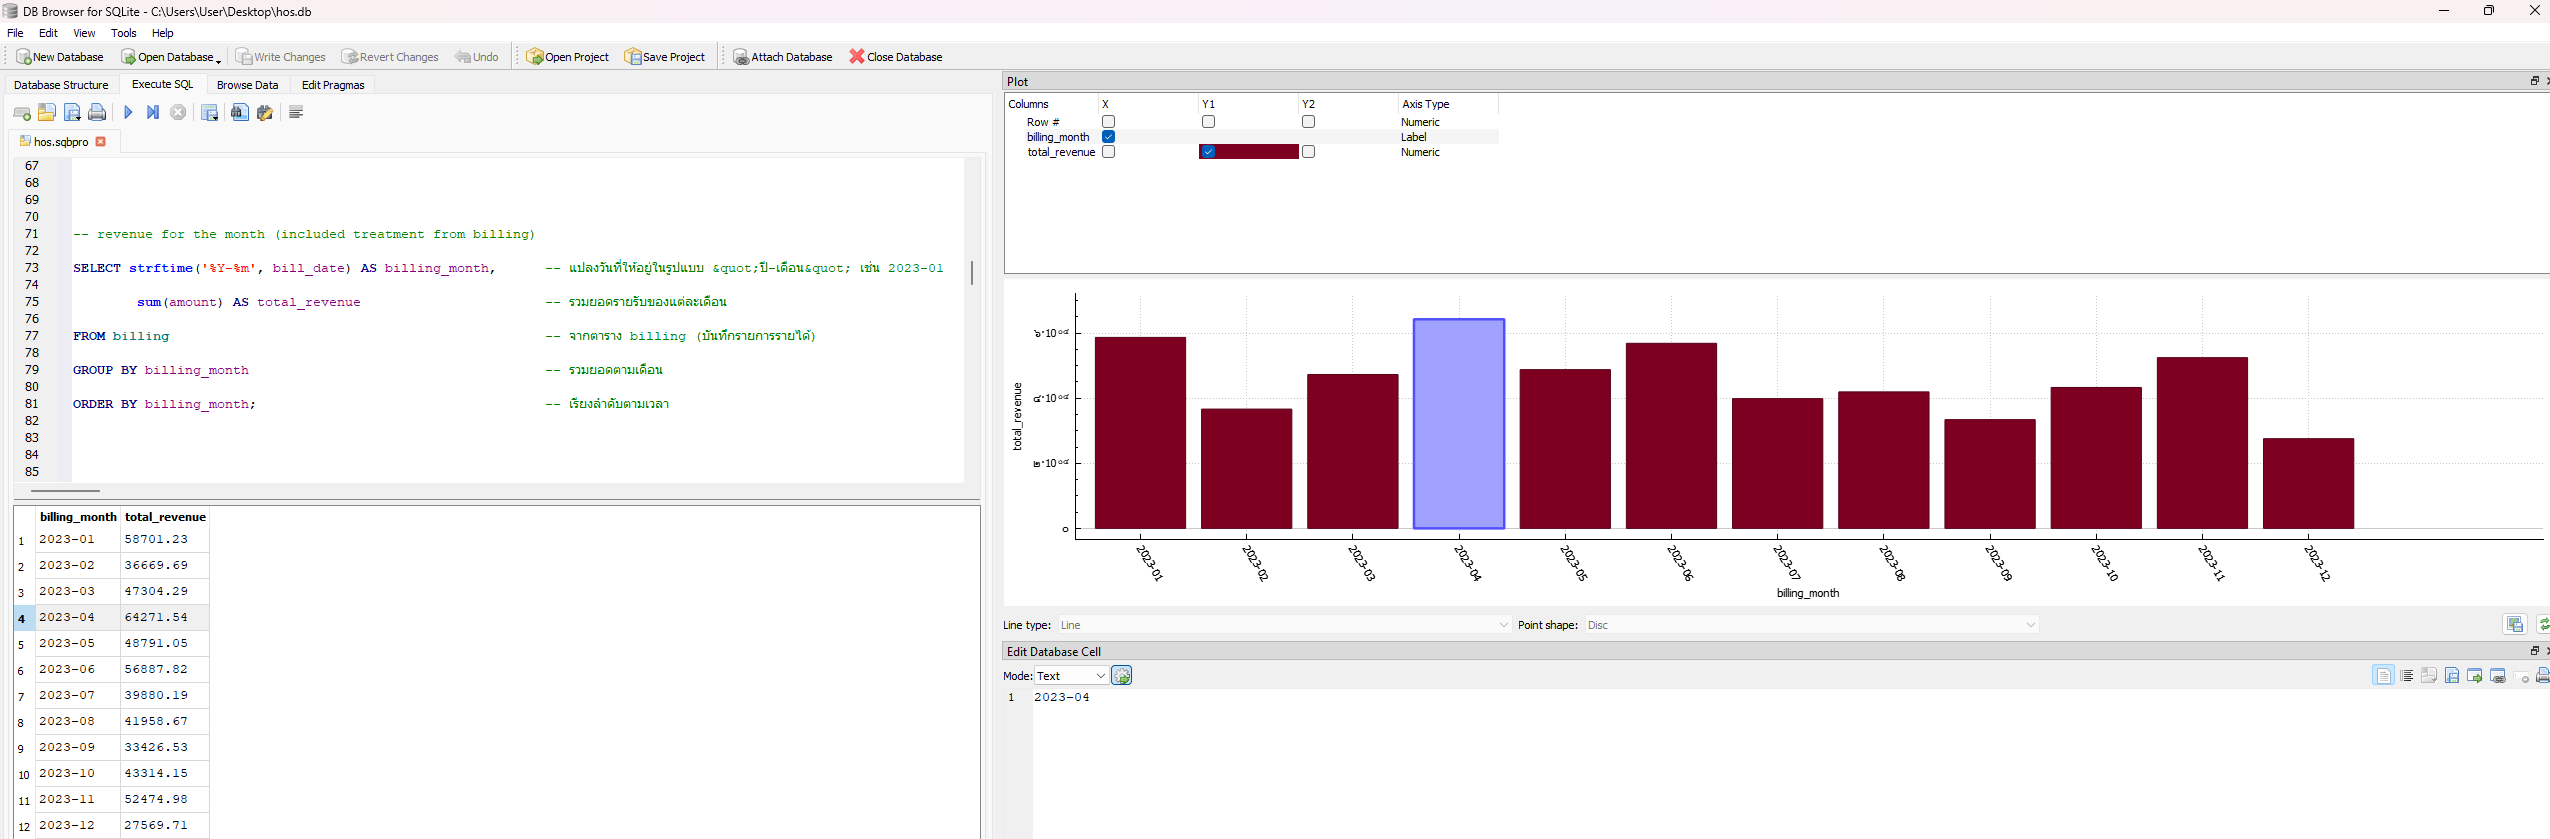 DB Browser for SQLite - C:\Users\User\Desktop\hos.db
File Edit View Tools Help
New Database Open Database Write Changes Revert Changes Undo Open Project Save Project Attach Database Close Database
Database Structure Execute SQL Browse Data Edit Pragmas
hos.sqbpro
67
68
69
70
71 -- revenue for the month (included treatment from billing)
72
73 SELECT strftime('%Y-%m', bill_date) AS billing_month, -- แปลงวันที่ให้อยู่ในรูปแบบ &quot;ปี-เดือน&quot; เช่น 2023-01
74
75 sum(amount) AS total_revenue -- รวมยอดรายรับของแต่ละเดือน
76
77 FROM billing -- จากตาราง billing (บันทึกรายการรายได้)
78
79 GROUP BY billing_month -- รวมยอดตามเดือน
80
81 ORDER BY billing_month; -- เรียงลำดับตามเวลา
82
83
84
85
billing_month total_revenue
1 2023-01 58701.23
2 2023-02 36669.69
3 2023-03 47304.29
4 2023-04 64271.54
5 2023-05 48791.05
6 2023-06 56887.82
7 2023-07 39880.19
8 2023-08 41958.67
9 2023-09 33426.53
10 2023-10 43314.15
11 2023-11 52474.98
12 2023-12 27569.71
Plot
Columns X Y1 Y2 Axis Type
Row # Numeric
billing_month Label
total_revenue Numeric
total_revenue
๖·10๐๔
๔·10๐๔
๒·10๐๔
๐
2023-01 2023-02 2023-03 2023-04 2023-05 2023-06 2023-07 2023-08 2023-09 2023-10 2023-11 2023-12
billing_month
Line type: Line Point shape: Disc
Edit Database Cell
Mode: Text
1 2023-04